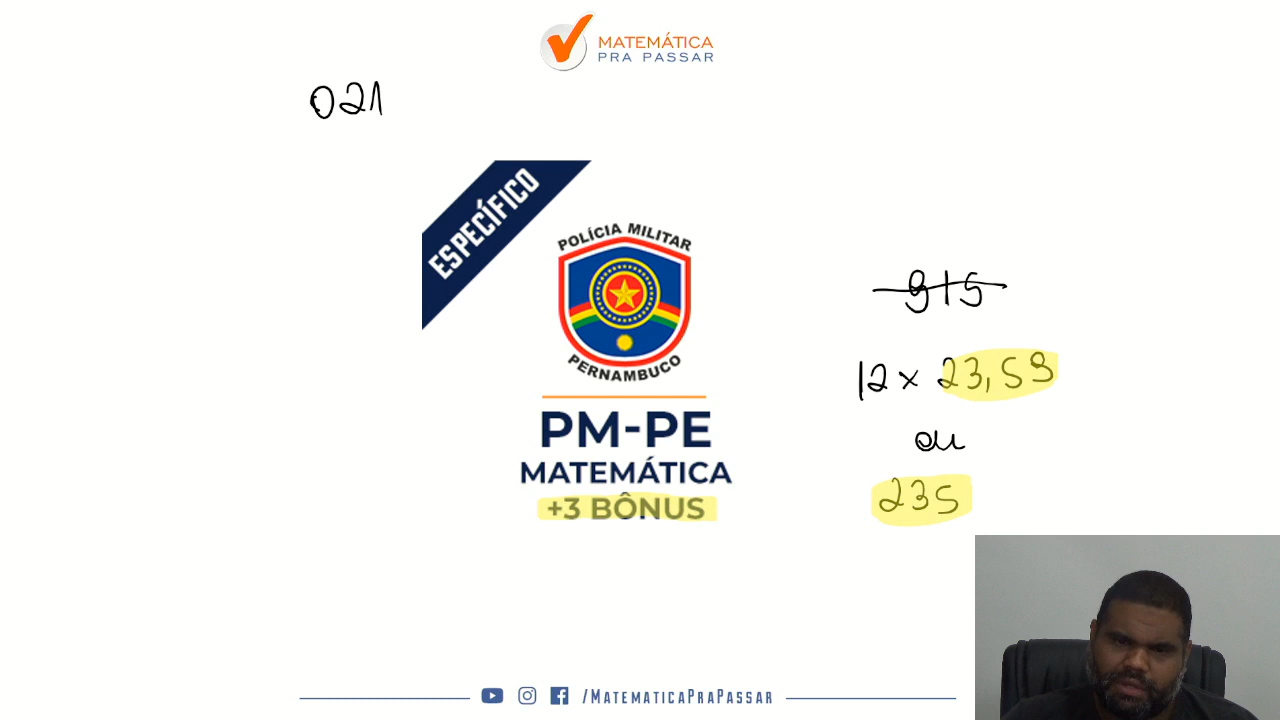 MATEMÁTICA
PRA PASSAR
021
ESPECÍFICO
POLÍCIA MILITAR
PERNAMBUCO
PM-PE
MATEMÁTICA
+3 BÔNUS
915
12 x 23,59
ou
235
/MATEMATICAPRAPASSAR